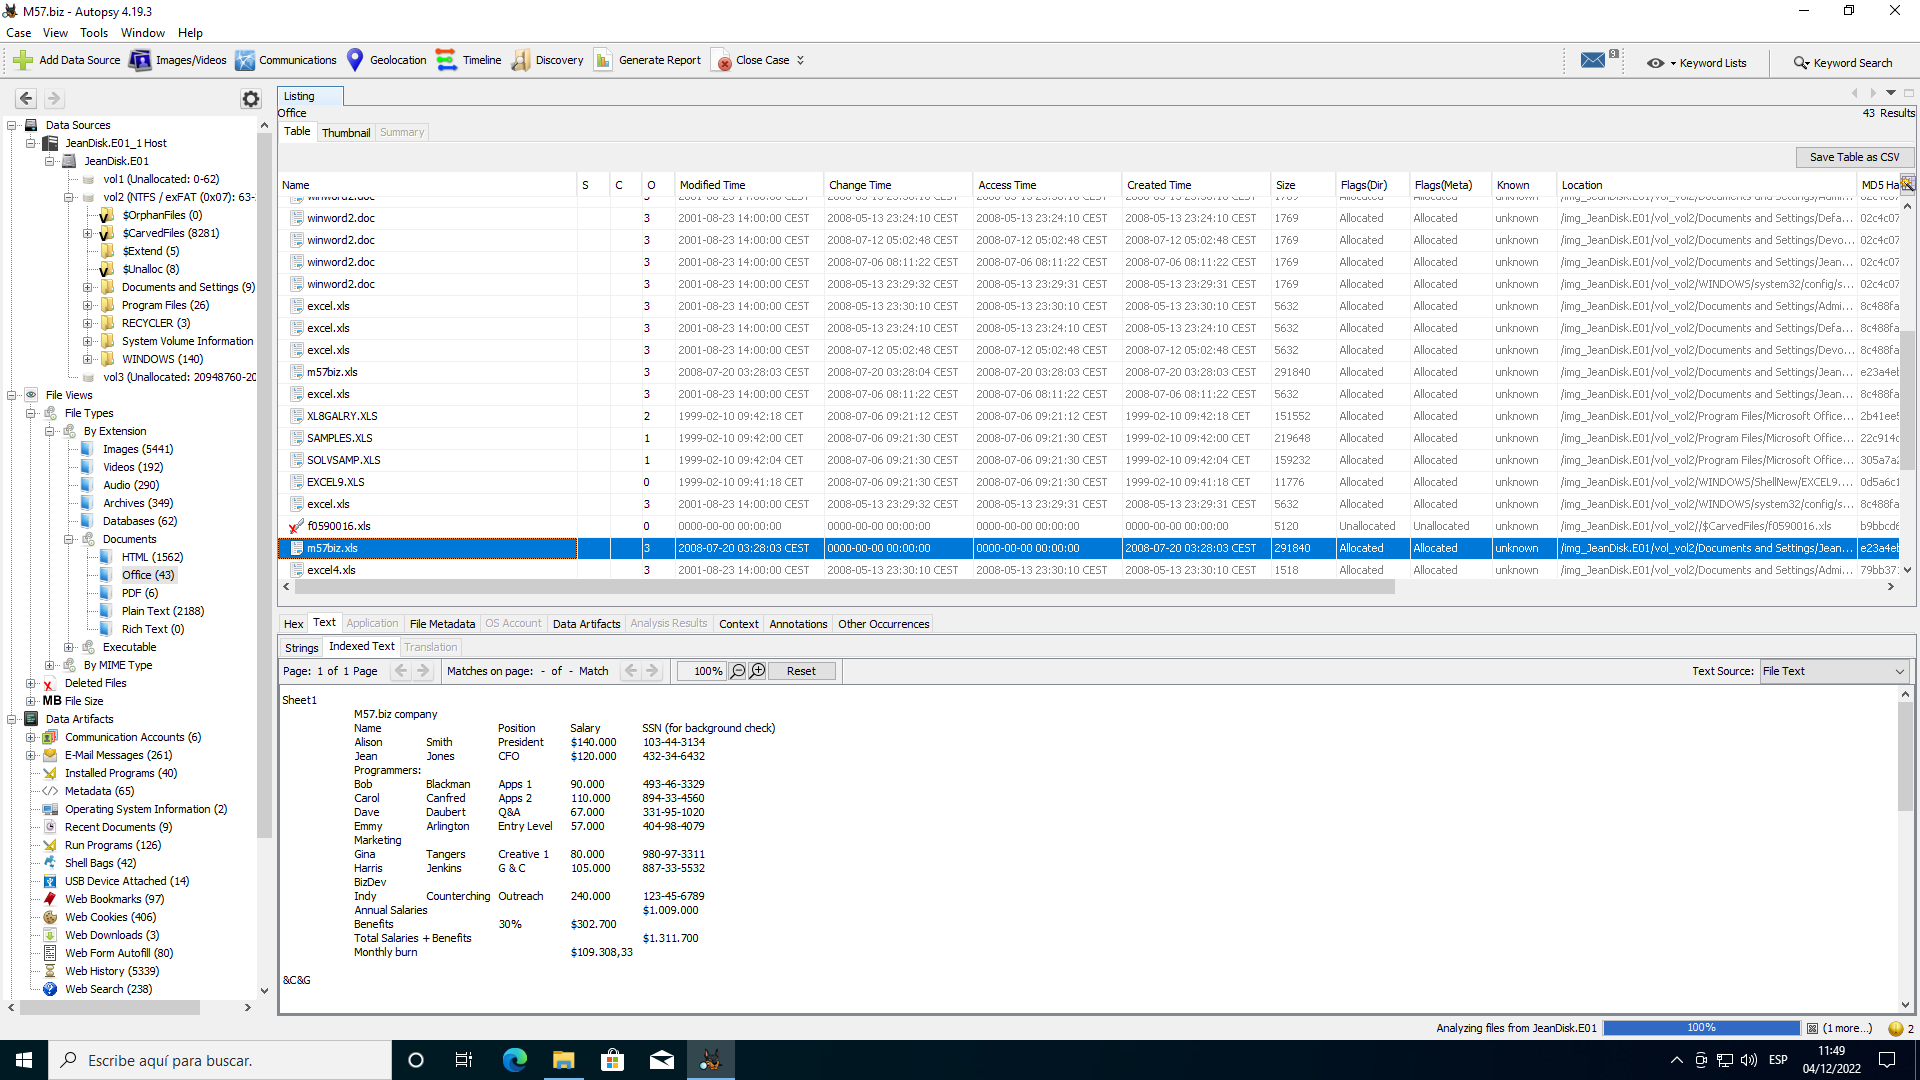 M57.biz - Autopsy 4.19.3
Case View Tools Window Help
Add Data Source Images/Videos Communications Geolocation Timeline Discovery Generate Report Close Case 9 Keyword Lists Keyword Search
Data Sources
JeanDisk.E01_1 Host
JeanDisk.E01
vol1 (Unallocated: 0-62)
vol2 (NTFS / exFAT (0x07): 63-
$OrphanFiles (0)
$CarvedFiles (8281)
$Extend (5)
$Unalloc (8)
Documents and Settings (9)
Program Files (26)
RECYCLER (3)
System Volume Information
WINDOWS (140)
vol3 (Unallocated: 20948760-20
File Views
File Types
By Extension
Images (5441)
Videos (192)
Audio (290)
Archives (349)
Databases (62)
Documents
HTML (1562)
Office (43)
PDF (6)
Plain Text (2188)
Rich Text (0)
Executable
By MIME Type
Deleted Files
MB File Size
Data Artifacts
Communication Accounts (6)
E-Mail Messages (261)
Installed Programs (40)
Metadata (65)
Operating System Information (2)
Recent Documents (9)
Run Programs (126)
Shell Bags (42)
USB Device Attached (14)
Web Bookmarks (97)
Web Cookies (406)
Web Downloads (3)
Web Form Autofill (80)
Web History (5339)
Web Search (238)
Listing
Office
43 Results
Table Thumbnail Summary
Save Table as CSV
Name S C O Modified Time Change Time Access Time Created Time Size Flags(Dir) Flags(Meta) Known Location MD5 Ha
winword2.doc 3 2001-08-23 14:00:00 CEST 2008-05-13 23:24:10 CEST 2008-05-13 23:24:10 CEST 2008-05-13 23:24:10 CEST 1769 Allocated Allocated unknown /img_JeanDisk.E01/vol_vol2/Documents and Settings/Defa... 02c4c07
winword2.doc 3 2001-08-23 14:00:00 CEST 2008-07-12 05:02:48 CEST 2008-07-12 05:02:48 CEST 2008-07-12 05:02:48 CEST 1769 Allocated Allocated unknown /img_JeanDisk.E01/vol_vol2/Documents and Settings/Devo... 02c4c07
winword2.doc 3 2001-08-23 14:00:00 CEST 2008-07-06 08:11:22 CEST 2008-07-06 08:11:22 CEST 2008-07-06 08:11:22 CEST 1769 Allocated Allocated unknown /img_JeanDisk.E01/vol_vol2/Documents and Settings/Jean... 02c4c07
winword2.doc 3 2001-08-23 14:00:00 CEST 2008-05-13 23:29:32 CEST 2008-05-13 23:29:31 CEST 2008-05-13 23:29:31 CEST 1769 Allocated Allocated unknown /img_JeanDisk.E01/vol_vol2/WINDOWS/system32/config/s... 02c4c07
excel.xls 3 2001-08-23 14:00:00 CEST 2008-05-13 23:30:10 CEST 2008-05-13 23:30:10 CEST 2008-05-13 23:30:10 CEST 5632 Allocated Allocated unknown /img_JeanDisk.E01/vol_vol2/Documents and Settings/Admi... 8c488fa
excel.xls 3 2001-08-23 14:00:00 CEST 2008-05-13 23:24:10 CEST 2008-05-13 23:24:10 CEST 2008-05-13 23:24:10 CEST 5632 Allocated Allocated unknown /img_JeanDisk.E01/vol_vol2/Documents and Settings/Defa... 8c488fa
excel.xls 3 2001-08-23 14:00:00 CEST 2008-07-12 05:02:48 CEST 2008-07-12 05:02:48 CEST 2008-07-12 05:02:48 CEST 5632 Allocated Allocated unknown /img_JeanDisk.E01/vol_vol2/Documents and Settings/Devo... 8c488fa
m57biz.xls 3 2008-07-20 03:28:03 CEST 2008-07-20 03:28:04 CEST 2008-07-20 03:28:03 CEST 2008-07-20 03:28:03 CEST 291840 Allocated Allocated unknown /img_JeanDisk.E01/vol_vol2/Documents and Settings/Jean... e23a4eb
excel.xls 3 2001-08-23 14:00:00 CEST 2008-07-06 08:11:22 CEST 2008-07-06 08:11:22 CEST 2008-07-06 08:11:22 CEST 5632 Allocated Allocated unknown /img_JeanDisk.E01/vol_vol2/Documents and Settings/Jean... 8c488fa
XL8GALRY.XLS 2 1999-02-10 09:42:18 CET 2008-07-06 09:21:12 CEST 2008-07-06 09:21:12 CEST 1999-02-10 09:42:18 CET 151552 Allocated Allocated unknown /img_JeanDisk.E01/vol_vol2/Program Files/Microsoft Office... 2b41ee5
SAMPLES.XLS 1 1999-02-10 09:42:00 CET 2008-07-06 09:21:30 CEST 2008-07-06 09:21:30 CEST 1999-02-10 09:42:00 CET 219648 Allocated Allocated unknown /img_JeanDisk.E01/vol_vol2/Program Files/Microsoft Office... 22c914c
SOLVSAMP.XLS 1 1999-02-10 09:42:04 CET 2008-07-06 09:21:30 CEST 2008-07-06 09:21:30 CEST 1999-02-10 09:42:04 CET 159232 Allocated Allocated unknown /img_JeanDisk.E01/vol_vol2/Program Files/Microsoft Office... 305a7a2
EXCEL9.XLS 0 1999-02-10 09:41:18 CET 2008-07-06 09:21:30 CEST 2008-07-06 09:21:30 CEST 1999-02-10 09:41:18 CET 11776 Allocated Allocated unknown /img_JeanDisk.E01/vol_vol2/WINDOWS/ShellNew/EXCEL9.... 0d5a6c1
excel.xls 3 2001-08-23 14:00:00 CEST 2008-05-13 23:29:32 CEST 2008-05-13 23:29:31 CEST 2008-05-13 23:29:31 CEST 5632 Allocated Allocated unknown /img_JeanDisk.E01/vol_vol2/WINDOWS/system32/config/s... 8c488fa
f0590016.xls 0 0000-00-00 00:00:00 0000-00-00 00:00:00 0000-00-00 00:00:00 0000-00-00 00:00:00 5120 Unallocated Unallocated unknown /img_JeanDisk.E01/vol_vol2//$CarvedFiles/f0590016.xls b9bbcd6
m57biz.xls 3 2008-07-20 03:28:03 CEST 0000-00-00 00:00:00 0000-00-00 00:00:00 2008-07-20 03:28:03 CEST 291840 Allocated Allocated unknown /img_JeanDisk.E01/vol_vol2/Documents and Settings/Jean... e23a4eb
excel4.xls 3 2001-08-23 14:00:00 CEST 2008-05-13 23:30:10 CEST 2008-05-13 23:30:10 CEST 2008-05-13 23:30:10 CEST 1518 Allocated Allocated unknown /img_JeanDisk.E01/vol_vol2/Documents and Settings/Admi... 79bb371
Hex Text Application File Metadata OS Account Data Artifacts Analysis Results Context Annotations Other Occurrences
Strings Indexed Text Translation
Page: 1 of 1 Page Matches on page: - of - Match 100% Reset Text Source: File Text
Sheet1
M57.biz company
Name Position Salary SSN (for background check)
Alison Smith President $140.000 103-44-3134
Jean Jones CFO $120.000 432-34-6432
Programmers:
Bob Blackman Apps 1 90.000 493-46-3329
Carol Canfred Apps 2 110.000 894-33-4560
Dave Daubert Q&A 67.000 331-95-1020
Emmy Arlington Entry Level 57.000 404-98-4079
Marketing
Gina Tangers Creative 1 80.000 980-97-3311
Harris Jenkins G & C 105.000 887-33-5532
BizDev
Indy Counterching Outreach 240.000 123-45-6789
Annual Salaries $1.009.000
Benefits 30% $302.700
Total Salaries + Benefits $1.311.700
Monthly burn $109.308,33
&C&G
Analyzing files from JeanDisk.E01 100% (1 more...) 2
Escribe aquí para buscar.
ESP
11:49
04/12/2022